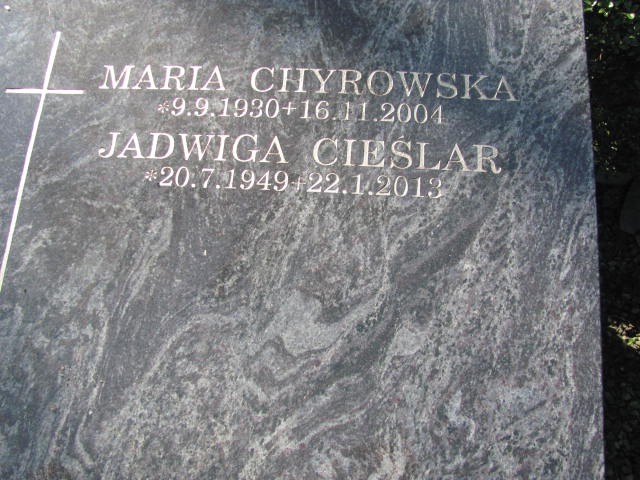 MARIA CHYROWSKA
*9.9.1930+16.11.2004
JADWIGA CIEŚLAR
*20.7.1949+22.1.2013